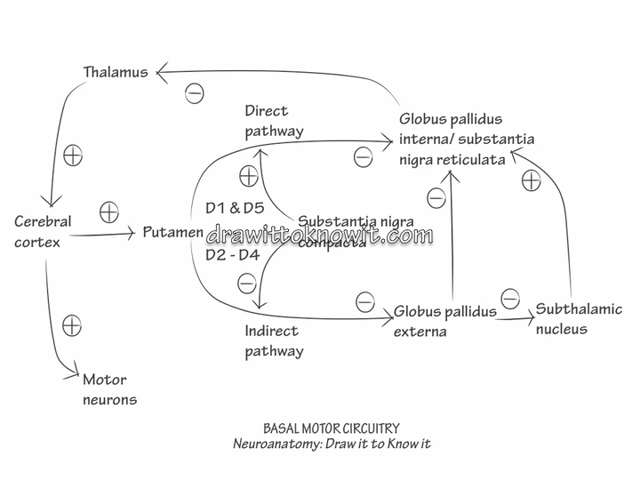 Thalamus
Direct
pathway
Globus pallidus
interna/ substantia
nigra reticulata
D1 & D5
Cerebral
cortex
Putamen
Substantia nigra
compacta
drawittoknowit.com
D2 - D4
Globus pallidus
externa
Subthalamic
nucleus
Indirect
pathway
Motor
neurons
BASAL MOTOR CIRCUITRY
Neuroanatomy: Draw it to Know it